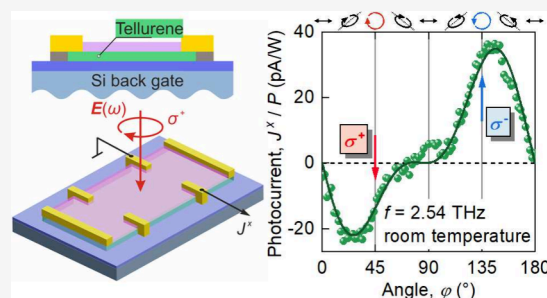 Tellurene
Si back gate
E(ω)
σ⁺
Jˣ
Photocurrent, Jˣ / P (pA/W)
40
20
0
-20
σ⁺
σ⁻
f = 2.54 THz
room temperature
0 45 90 135 180
Angle, φ (°)